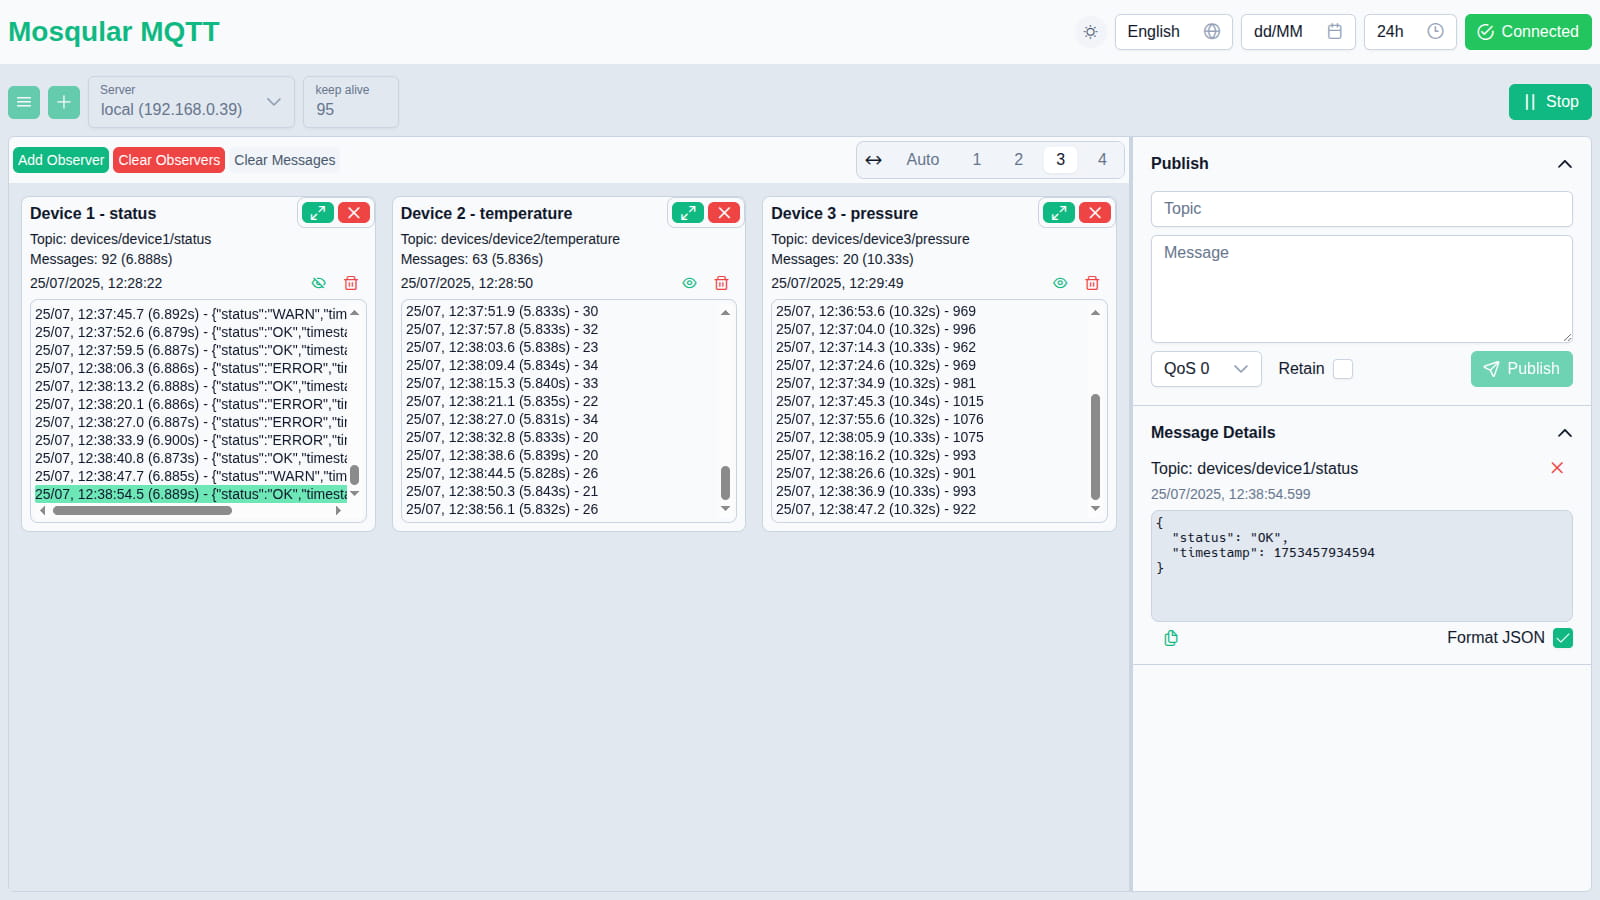 Mosqular MQTT
English
dd/MM
24h
Connected
Server
local (192.168.0.39)
keep alive
95
Stop
Add Observer
Clear Observers
Clear Messages
Auto
1
2
3
4
Device 1 - status
Topic: devices/device1/status
Messages: 92 (6.888s)
25/07/2025, 12:28:22
25/07, 12:37:45.7 (6.892s) - {"status":"WARN","tim
25/07, 12:37:52.6 (6.879s) - {"status":"OK","timesta
25/07, 12:37:59.5 (6.887s) - {"status":"OK","timesta
25/07, 12:38:06.3 (6.886s) - {"status":"ERROR","tir
25/07, 12:38:13.2 (6.888s) - {"status":"OK","timesta
25/07, 12:38:20.1 (6.886s) - {"status":"ERROR","tir
25/07, 12:38:27.0 (6.887s) - {"status":"ERROR","tir
25/07, 12:38:33.9 (6.900s) - {"status":"ERROR","tir
25/07, 12:38:40.8 (6.873s) - {"status":"OK","timesta
25/07, 12:38:47.7 (6.885s) - {"status":"WARN","tim
25/07, 12:38:54.5 (6.889s) - {"status":"OK","timesta
Device 2 - temperature
Topic: devices/device2/temperature
Messages: 63 (5.836s)
25/07/2025, 12:28:50
25/07, 12:37:51.9 (5.833s) - 30
25/07, 12:37:57.8 (5.833s) - 32
25/07, 12:38:03.6 (5.838s) - 23
25/07, 12:38:09.4 (5.834s) - 34
25/07, 12:38:15.3 (5.840s) - 33
25/07, 12:38:21.1 (5.835s) - 22
25/07, 12:38:27.0 (5.831s) - 34
25/07, 12:38:32.8 (5.833s) - 20
25/07, 12:38:38.6 (5.839s) - 20
25/07, 12:38:44.5 (5.828s) - 26
25/07, 12:38:50.3 (5.843s) - 21
25/07, 12:38:56.1 (5.832s) - 26
Device 3 - pressure
Topic: devices/device3/pressure
Messages: 20 (10.33s)
25/07/2025, 12:29:49
25/07, 12:36:53.6 (10.32s) - 969
25/07, 12:37:04.0 (10.32s) - 996
25/07, 12:37:14.3 (10.33s) - 962
25/07, 12:37:24.6 (10.32s) - 969
25/07, 12:37:34.9 (10.32s) - 981
25/07, 12:37:45.3 (10.34s) - 1015
25/07, 12:37:55.6 (10.32s) - 1076
25/07, 12:38:05.9 (10.33s) - 1075
25/07, 12:38:16.2 (10.32s) - 993
25/07, 12:38:26.6 (10.32s) - 901
25/07, 12:38:36.9 (10.33s) - 993
25/07, 12:38:47.2 (10.32s) - 922
Publish
Topic
Message
QoS 0
Retain
Publish
Message Details
Topic: devices/device1/status
25/07/2025, 12:38:54.599
{
"status": "OK",
"timestamp": 1753457934594
}
Format JSON